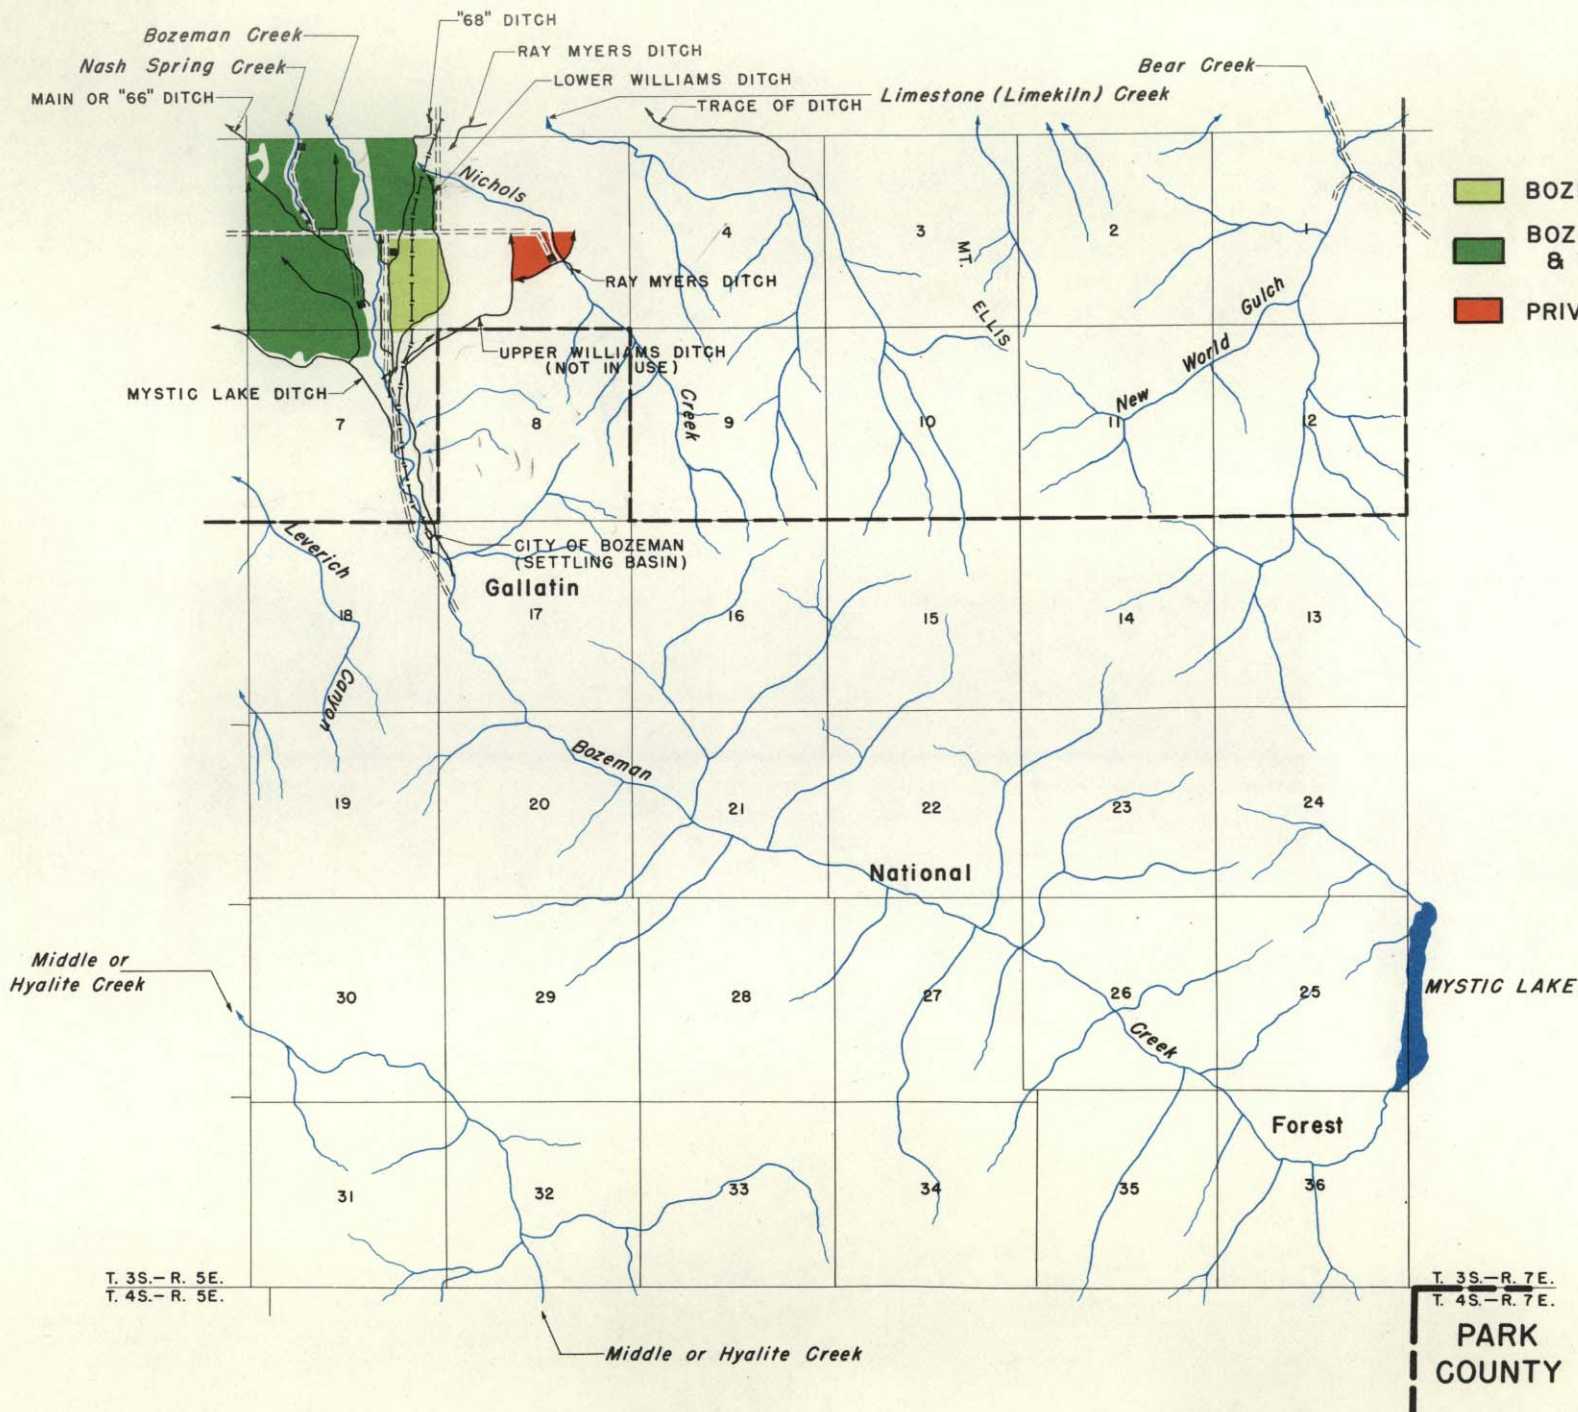 "68" DITCH
Bozeman Creek
RAY MYERS DITCH
Nash Spring Creek
LOWER WILLIAMS DITCH
Bear Creek
MAIN OR "66" DITCH
TRACE OF DITCH
Limestone (Limekiln) Creek
Nichols
BOZ
4
3
2
1
BOZ
&
MT.
RAY MYERS DITCH
ELLIS
Gulch
PRIV
UPPER WILLIAMS DITCH
(NOT IN USE)
World
MYSTIC LAKE DITCH
New
7
8
Creek
9
10
11
12
Leverich
CITY OF BOZEMAN
(SETTLING BASIN)
Gallatin
18
17
16
15
14
13
Canyon
Bozeman
19
20
21
22
23
24
National
Middle or
Hyalite Creek
30
29
28
27
26
25
MYSTIC LAKE
Creek
Forest
31
32
33
34
35
36
T. 3S.–R. 5E.
T. 4S.–R. 5E.
T. 3S.–R. 7E.
T. 4S.–R. 7E.
Middle or Hyalite Creek
PARK
COUNTY